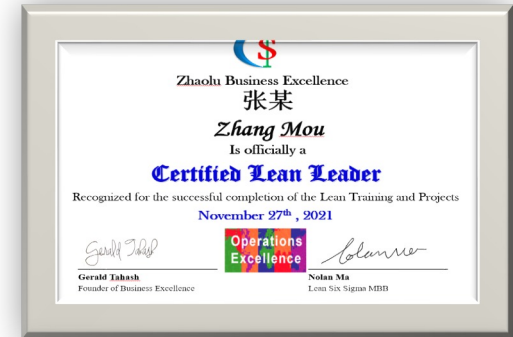 Zhaolu Business Excellence
张某
Zhang Mou
Is officially a
Certified Lean Leader
Recognized for the successful completion of the Lean Training and Projects
November 27th , 2021
Operations
Excellence
Gerald Tahash
Nolan Ma
Founder of Business Excellence
Lean Six Sigma MBB